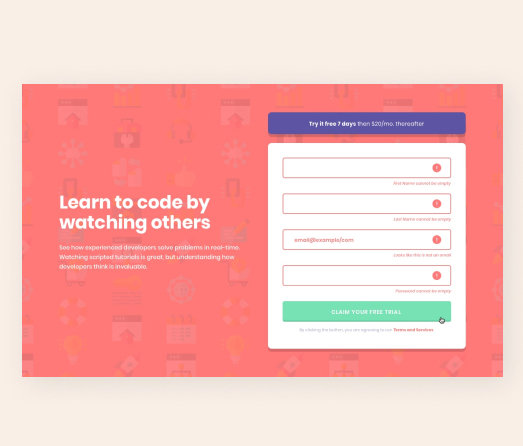 Learn to code by
watching others
See how experienced developers solve problems in real-time.
Watching scripted tutorials is great, but understanding how
developers think is invaluable.
Try it free 7 days then $20/mo. thereafter
!
First Name cannot be empty
!
Last Name cannot be empty
email@example/com
!
Looks like this is not an email
!
Password cannot be empty
CLAIM YOUR FREE TRIAL
By clicking the button, you are agreeing to our Terms and Services